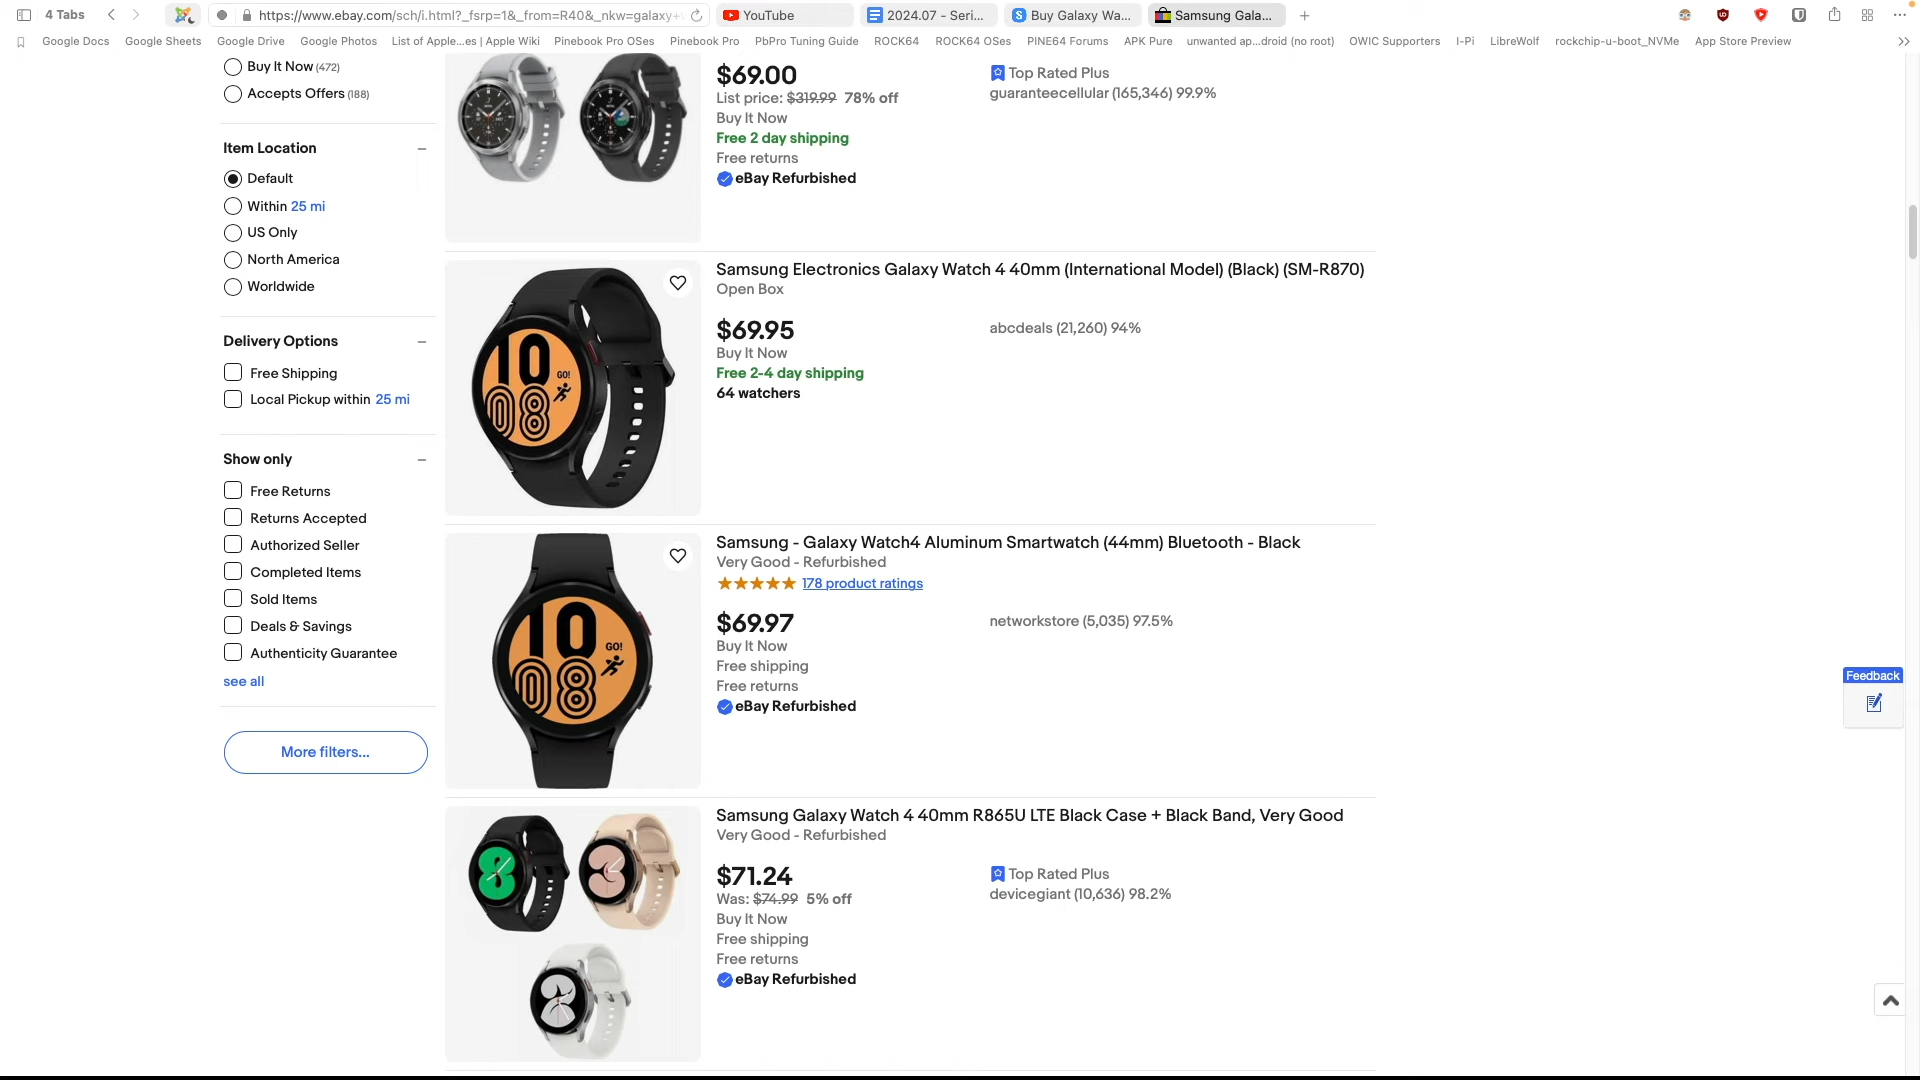 4 Tabs
https://www.ebay.com/sch/i.html?_fsrp=1&_from=R40&_nkw=galaxy+
YouTube
2024.07 - Seri...
Buy Galaxy Wa...
Samsung Gala...
Google Docs
Google Sheets
Google Drive
Google Photos
List of Apple...es | Apple Wiki
Pinebook Pro OSes
Pinebook Pro
PbPro Tuning Guide
ROCK64
ROCK64 OSes
PINE64 Forums
APK Pure
unwanted ap...droid (no root)
OWIC Supporters
I-Pi
LibreWolf
rockchip-u-boot_NVMe
App Store Preview
Buy It Now (472)
Accepts Offers (188)
Item Location
Default
Within 25 mi
US Only
North America
Worldwide
Delivery Options
Free Shipping
Local Pickup within 25 mi
Show only
Free Returns
Returns Accepted
Authorized Seller
Completed Items
Sold Items
Deals & Savings
Authenticity Guarantee
see all
More filters...
$69.00
List price: $319.99 78% off
Buy It Now
Free 2 day shipping
Free returns
eBay Refurbished
Top Rated Plus
guaranteecellular (165,346) 99.9%
10
GO!
08
Samsung Electronics Galaxy Watch 4 40mm (International Model) (Black) (SM-R870)
Open Box
$69.95
Buy It Now
Free 2-4 day shipping
64 watchers
abcdeals (21,260) 94%
10
GO!
08
Samsung - Galaxy Watch4 Aluminum Smartwatch (44mm) Bluetooth - Black
Very Good - Refurbished
178 product ratings
$69.97
Buy It Now
Free shipping
Free returns
eBay Refurbished
networkstore (5,035) 97.5%
Samsung Galaxy Watch 4 40mm R865U LTE Black Case + Black Band, Very Good
Very Good - Refurbished
$71.24
Was: $74.99 5% off
Buy It Now
Free shipping
Free returns
eBay Refurbished
Top Rated Plus
devicegiant (10,636) 98.2%
Feedback